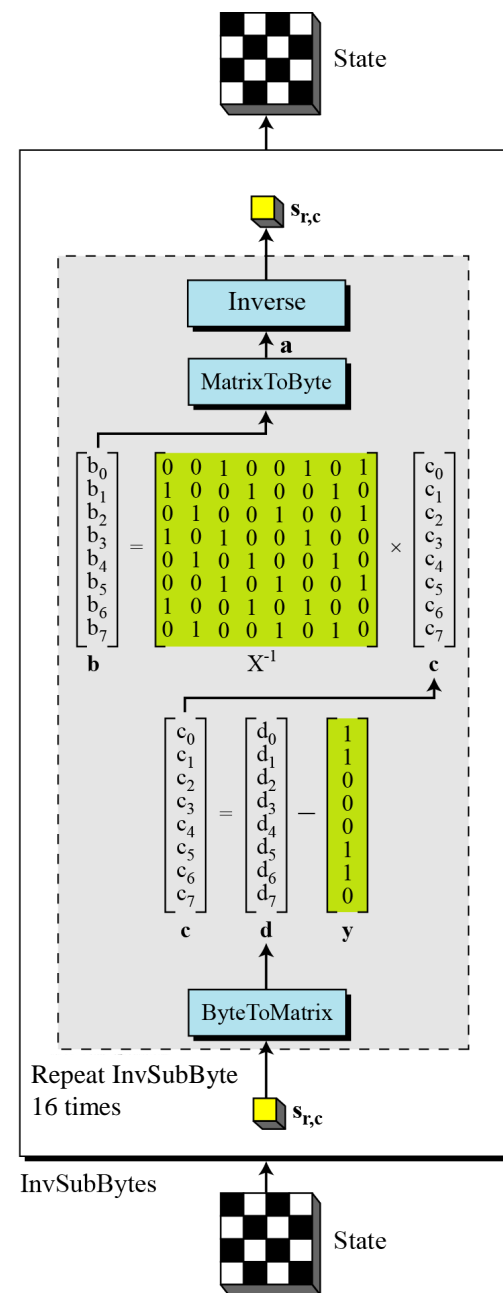 State
s_r,c
Inverse
a
MatrixToByte
b0 0 0 1 0 0 1 0 1 c0
b1 1 0 0 1 0 0 1 0 c1
b2 0 1 0 0 1 0 0 1 c2
b3 = 1 0 1 0 0 1 0 0 × c3
b4 0 1 0 1 0 0 1 0 c4
b5 0 0 1 0 1 0 0 1 c5
b6 1 0 0 1 0 1 0 0 c6
b7 0 1 0 0 1 0 1 0 c7
b X⁻¹ c
c0 d0 1
c1 d1 1
c2 d2 0
c3 = d3 — 0
c4 d4 0
c5 d5 1
c6 d6 1
c7 d7 0
c d y
ByteToMatrix
Repeat InvSubByte
16 times
s_r,c
InvSubBytes
State